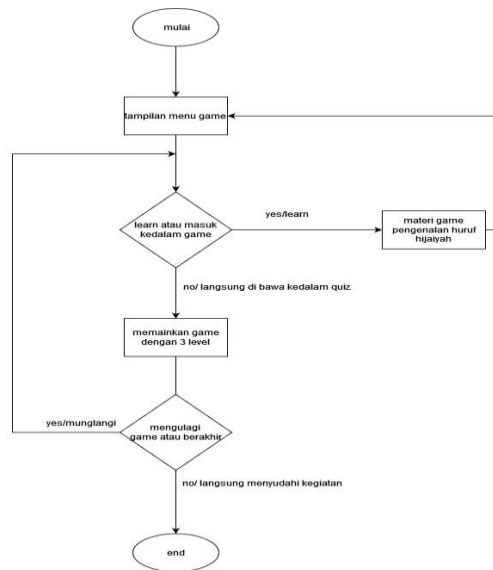 mulai
tampilan menu game
learn atau masuk
kedalam game
yes/learn
materi game
pengenalan huruf
hijaiyah
no/ langsung di bawa kedalam quiz
memainkan game
dengan 3 level
yes/munglangi
mengulagi
game atau berakhir
no/ langsung menyudahi kegiatan
end